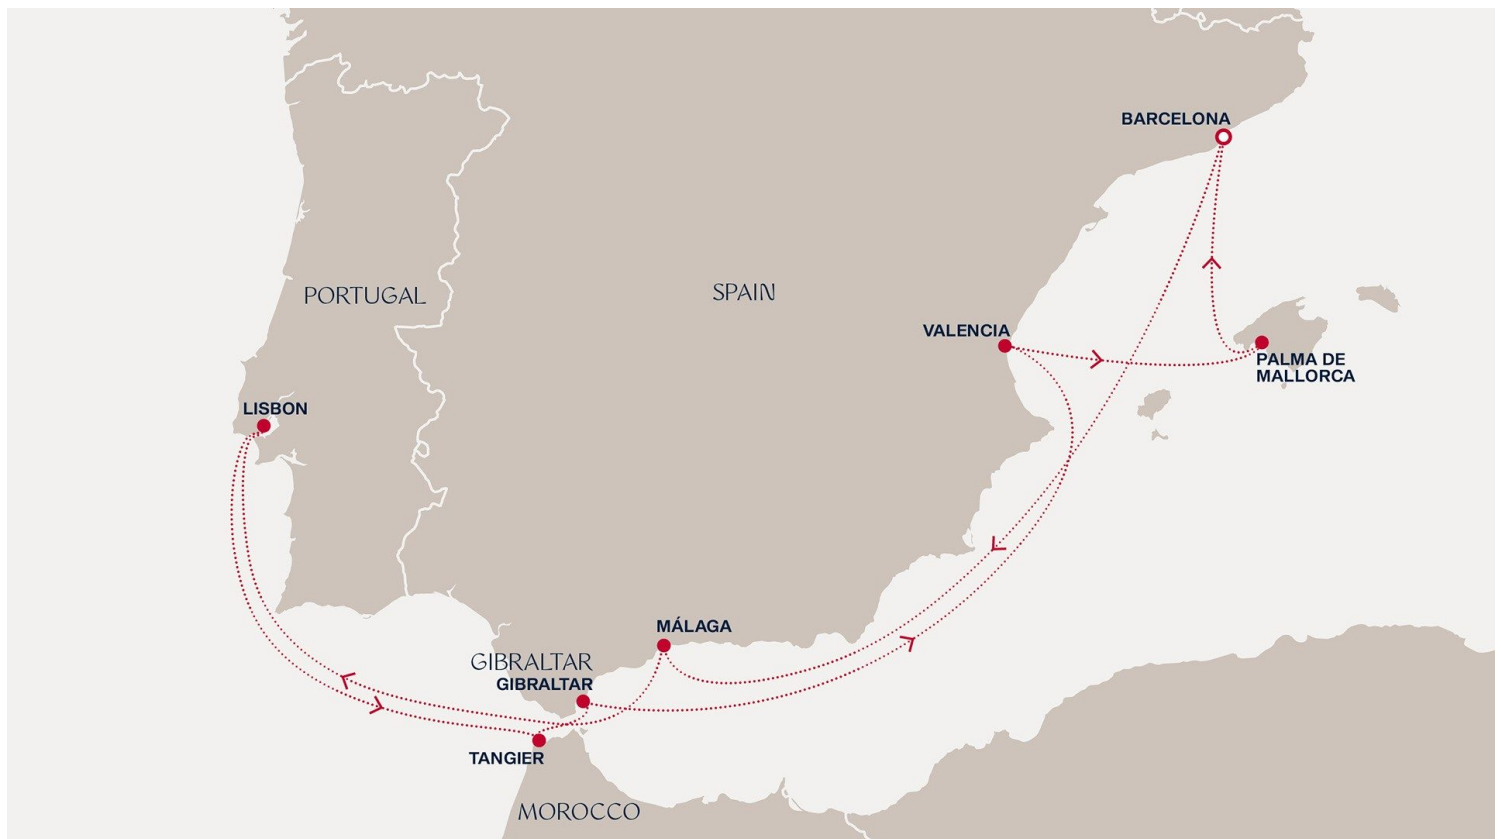 BARCELONA
PORTUGAL
SPAIN
VALENCIA
PALMA DE
MALLORCA
LISBON
MÁLAGA
GIBRALTAR
GIBRALTAR
TANGIER
MOROCCO